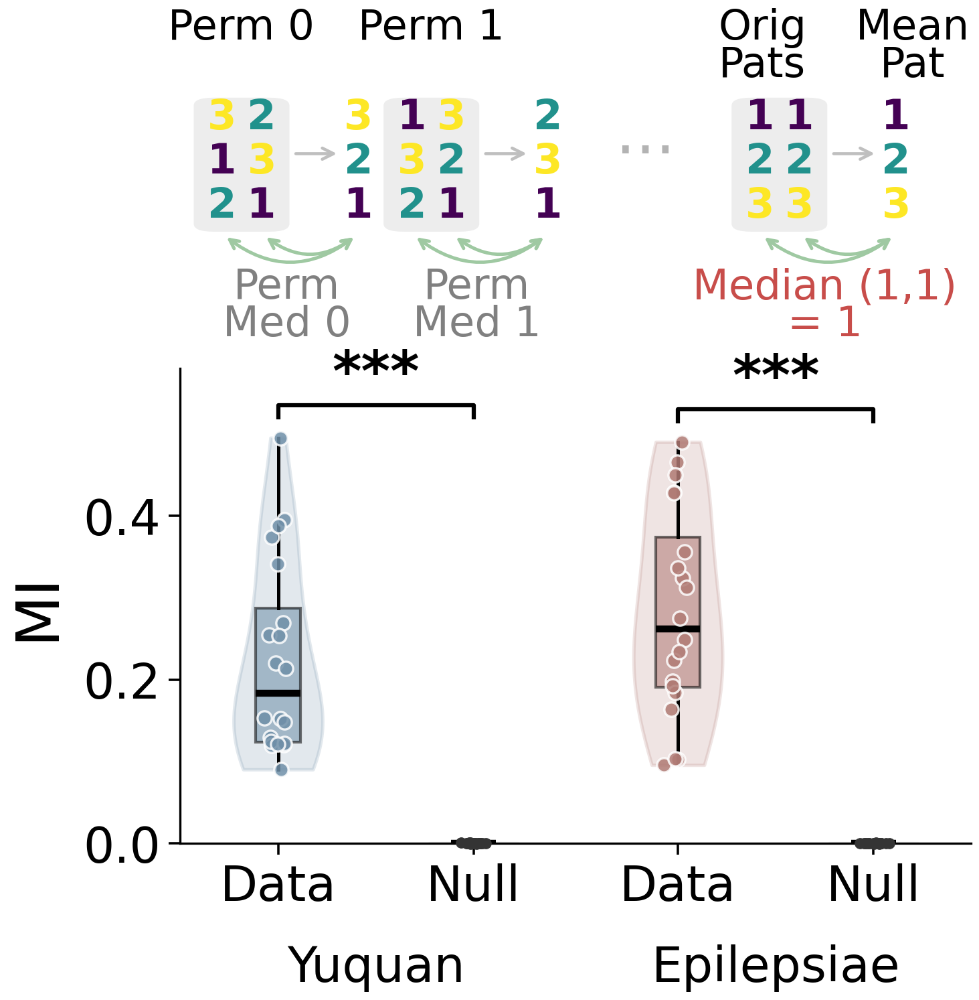 Perm 0 Perm 1 Orig Mean
Pats Pat
3 2 3 1 3 2 1 1 1
1 3 2 3 2 3 ... 2 2 2
2 1 1 2 1 1 3 3 3
Perm Perm Median (1,1)
Med 0 Med 1 = 1
*** ***
MI
0.4
0.2
0.0
Data Null Data Null
Yuquan Epilepsiae